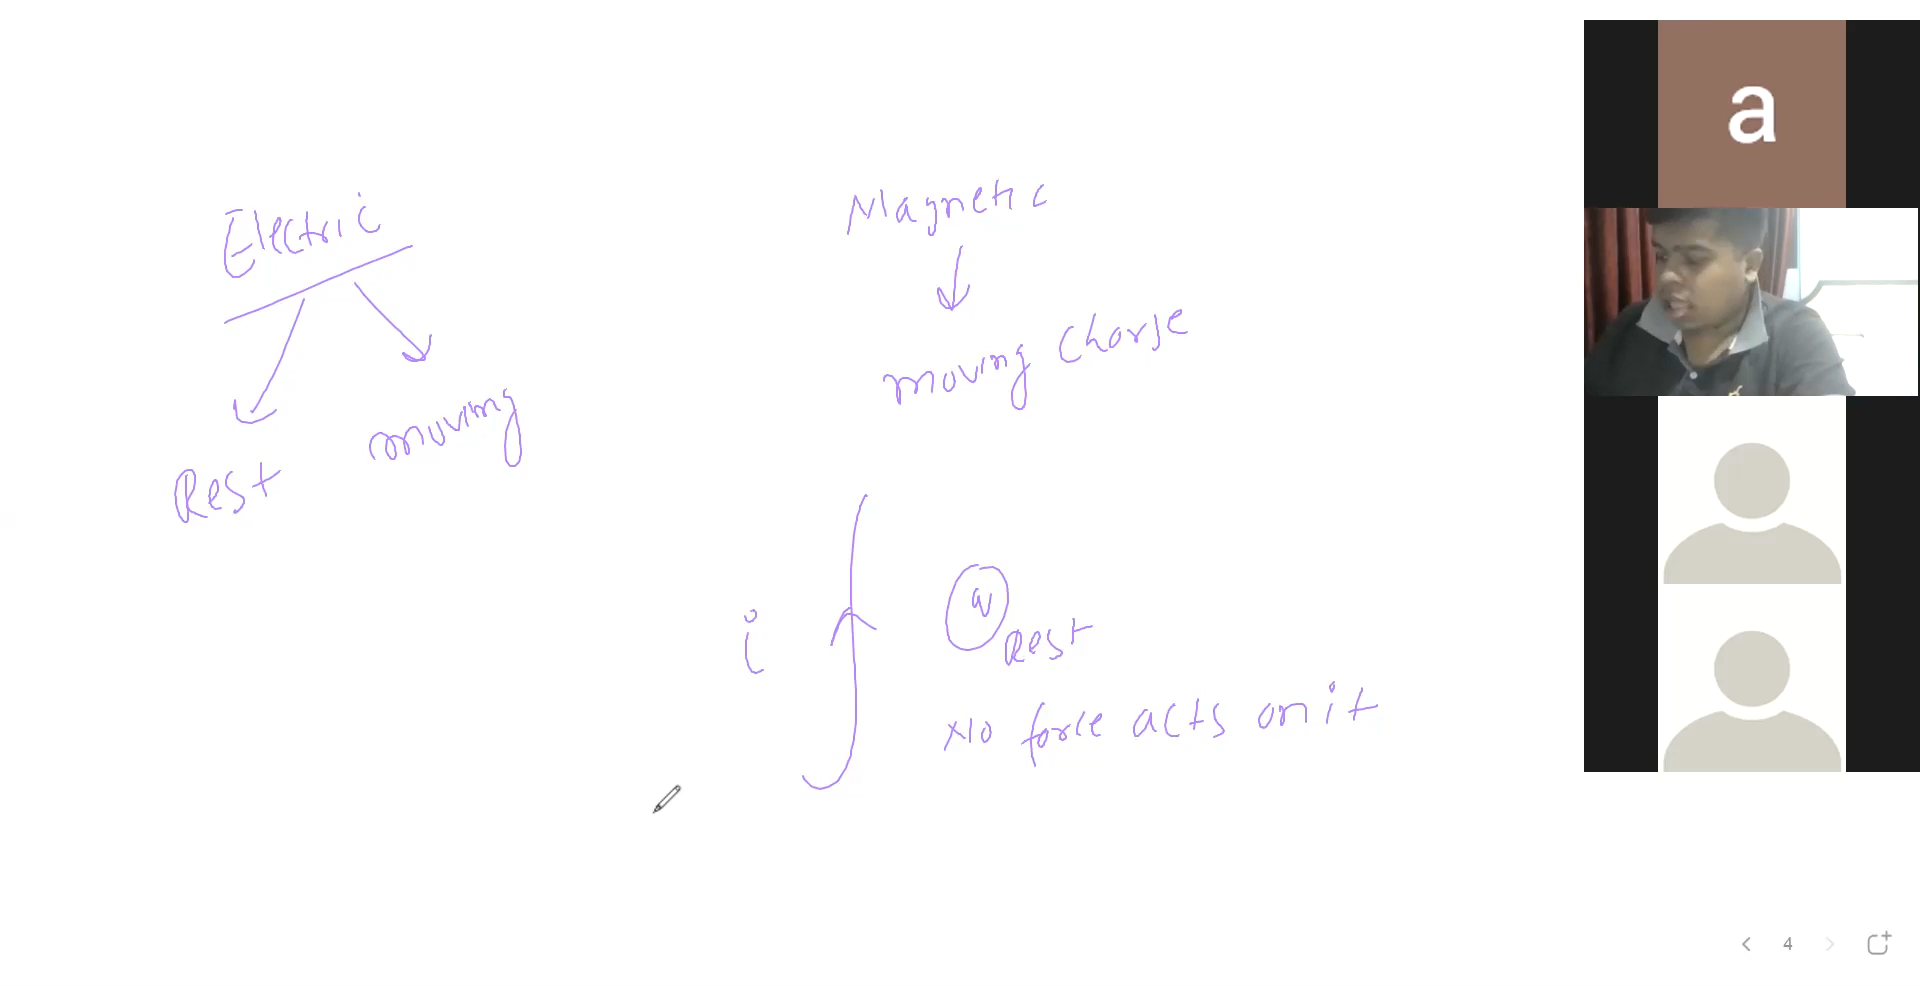 Electric
Rest
moving
Magnetic
moving Charge
i
q
Rest
No force acts on it
a
4